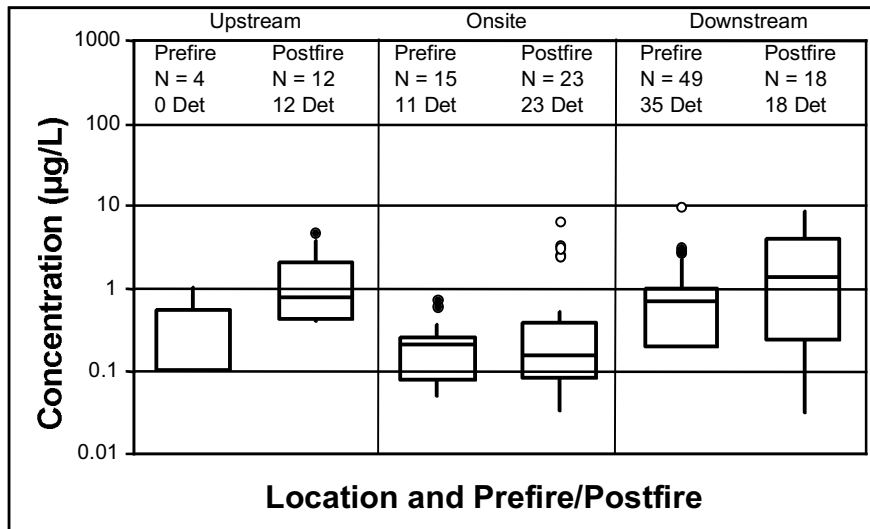 Upstream Onsite Downstream
1000
Prefire Postfire Prefire Postfire Prefire Postfire
N = 4 N = 12 N = 15 N = 23 N = 49 N = 18
0 Det 12 Det 11 Det 23 Det 35 Det 18 Det
100
10
1
0.1
0.01
Concentration (µg/L)
Location and Prefire/Postfire